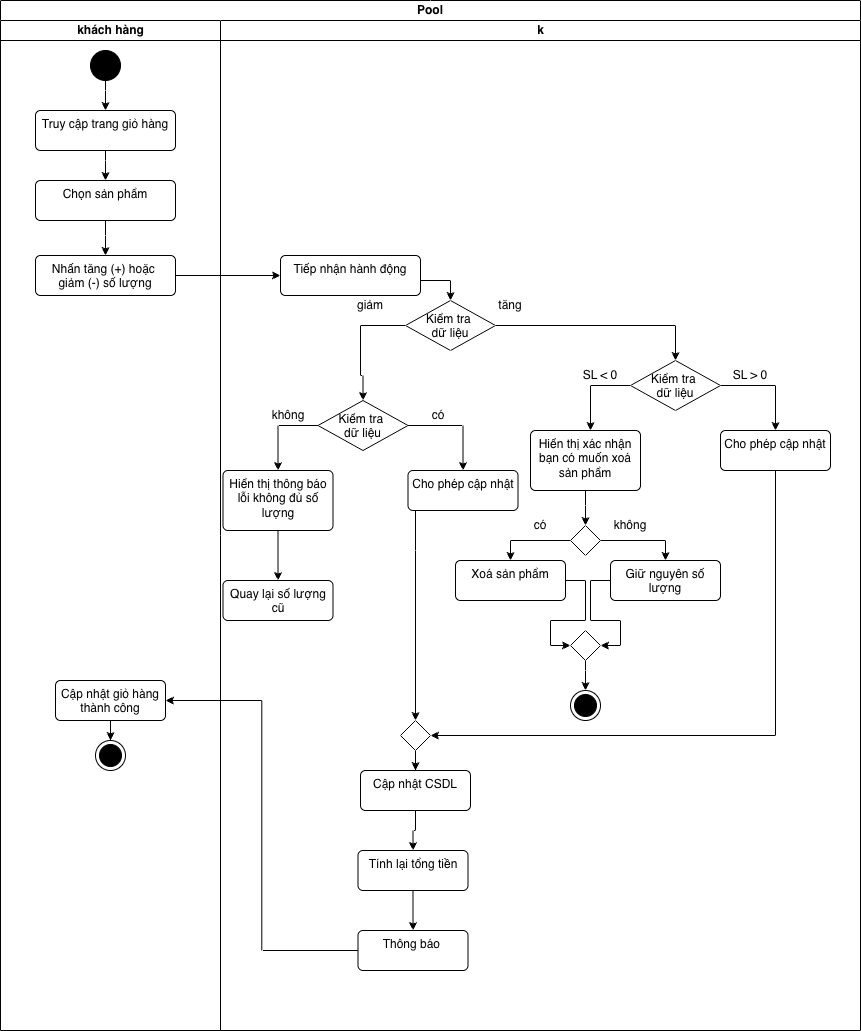 Pool
khách hàng
k
Truy cập trang giỏ hàng
Chọn sản phẩm
Nhấn tăng (+) hoặc
giảm (-) số lượng
Tiếp nhận hành động
giảm
tăng
Kiểm tra
dữ liệu
SL < 0
SL > 0
Kiểm tra
dữ liệu
không
có
Kiểm tra
dữ liệu
Hiển thị xác nhận
bạn có muốn xoá
sản phẩm
Cho phép cập nhật
Hiển thị thông báo
lỗi không đủ số
lượng
Cho phép cập nhật
có
không
Xoá sản phẩm
Giữ nguyên số
lượng
Quay lại số lượng
cũ
Cập nhật giỏ hàng
thành công
Cập nhật CSDL
Tính lại tổng tiền
Thông báo